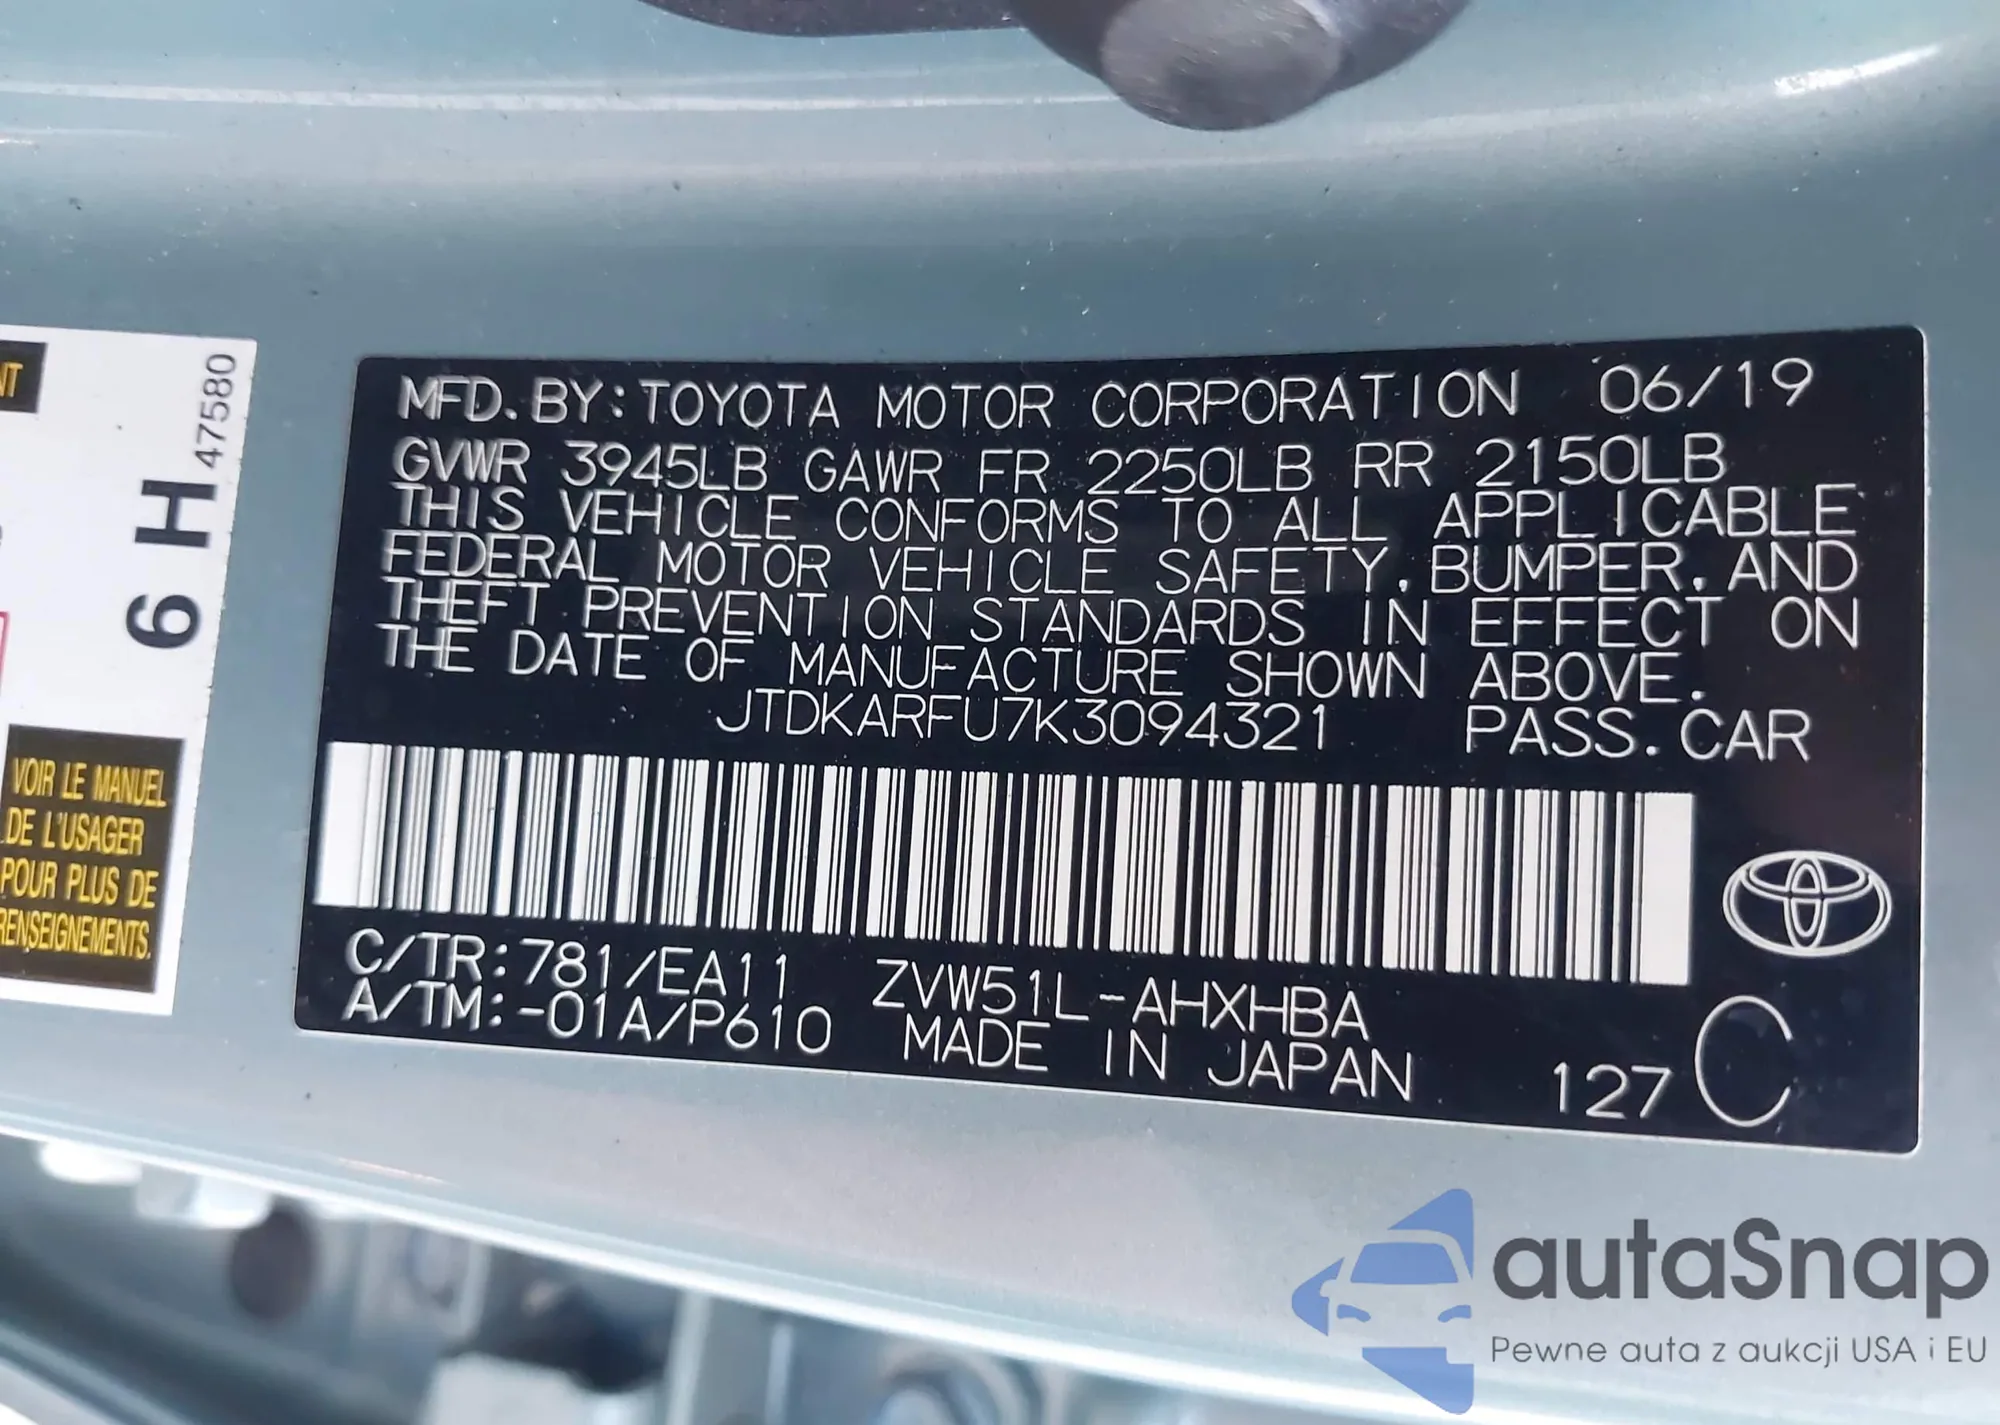 NT
6 H 47580
VOIR LE MANUEL
DE L'USAGER
POUR PLUS DE
RENSEIGNEMENTS.
MFD. BY: TOYOTA MOTOR CORPORATION 06/19
GVWR 3945LB GAWR FR 2250LB RR 2150LB
THIS VEHICLE CONFORMS TO ALL APPLICABLE
FEDERAL MOTOR VEHICLE SAFETY, BUMPER, AND
THEFT PREVENTION STANDARDS IN EFFECT ON
THE DATE OF MANUFACTURE SHOWN ABOVE.
JTDKARFU7K3094321 PASS. CAR
C/TR: 781/EA11 ZVW51L-AHXHBA
A/TM: -01A/P610 MADE IN JAPAN 127 C
autaSnap
Pewne auta z aukcji USA i EU